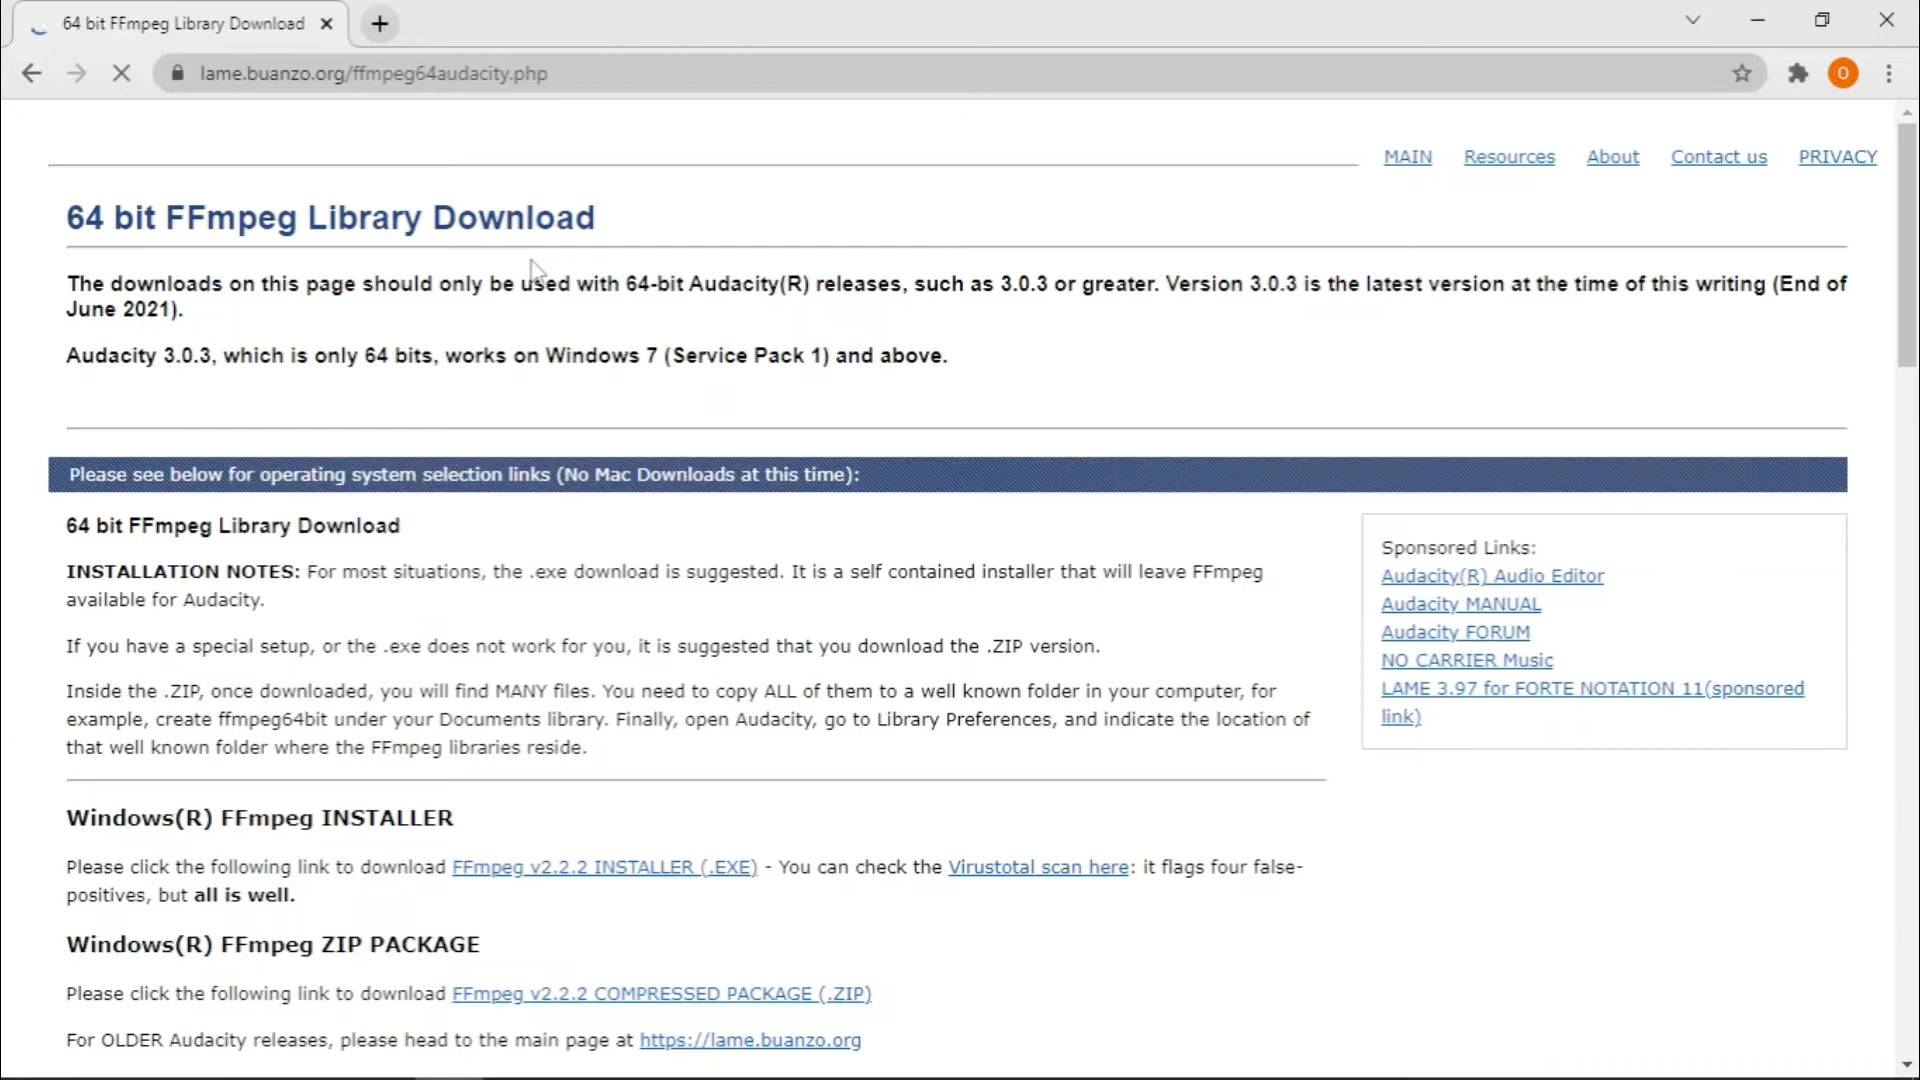 64 bit FFmpeg Library Download
lame.buanzo.org/ffmpeg64audacity.php
O
MAIN Resources About Contact us PRIVACY
64 bit FFmpeg Library Download
The downloads on this page should only be used with 64-bit Audacity(R) releases, such as 3.0.3 or greater. Version 3.0.3 is the latest version at the time of this writing (End of
June 2021).
Audacity 3.0.3, which is only 64 bits, works on Windows 7 (Service Pack 1) and above.
Please see below for operating system selection links (No Mac Downloads at this time):
64 bit FFmpeg Library Download
INSTALLATION NOTES: For most situations, the .exe download is suggested. It is a self contained installer that will leave FFmpeg
available for Audacity.
If you have a special setup, or the .exe does not work for you, it is suggested that you download the .ZIP version.
Inside the .ZIP, once downloaded, you will find MANY files. You need to copy ALL of them to a well known folder in your computer, for
example, create ffmpeg64bit under your Documents library. Finally, open Audacity, go to Library Preferences, and indicate the location of
that well known folder where the FFmpeg libraries reside.
Sponsored Links:
Audacity(R) Audio Editor
Audacity MANUAL
Audacity FORUM
NO CARRIER Music
LAME 3.97 for FORTE NOTATION 11(sponsored
link)
Windows(R) FFmpeg INSTALLER
Please click the following link to download FFmpeg v2.2.2 INSTALLER (.EXE) - You can check the Virustotal scan here: it flags four false-
positives, but all is well.
Windows(R) FFmpeg ZIP PACKAGE
Please click the following link to download FFmpeg v2.2.2 COMPRESSED PACKAGE (.ZIP)
For OLDER Audacity releases, please head to the main page at https://lame.buanzo.org